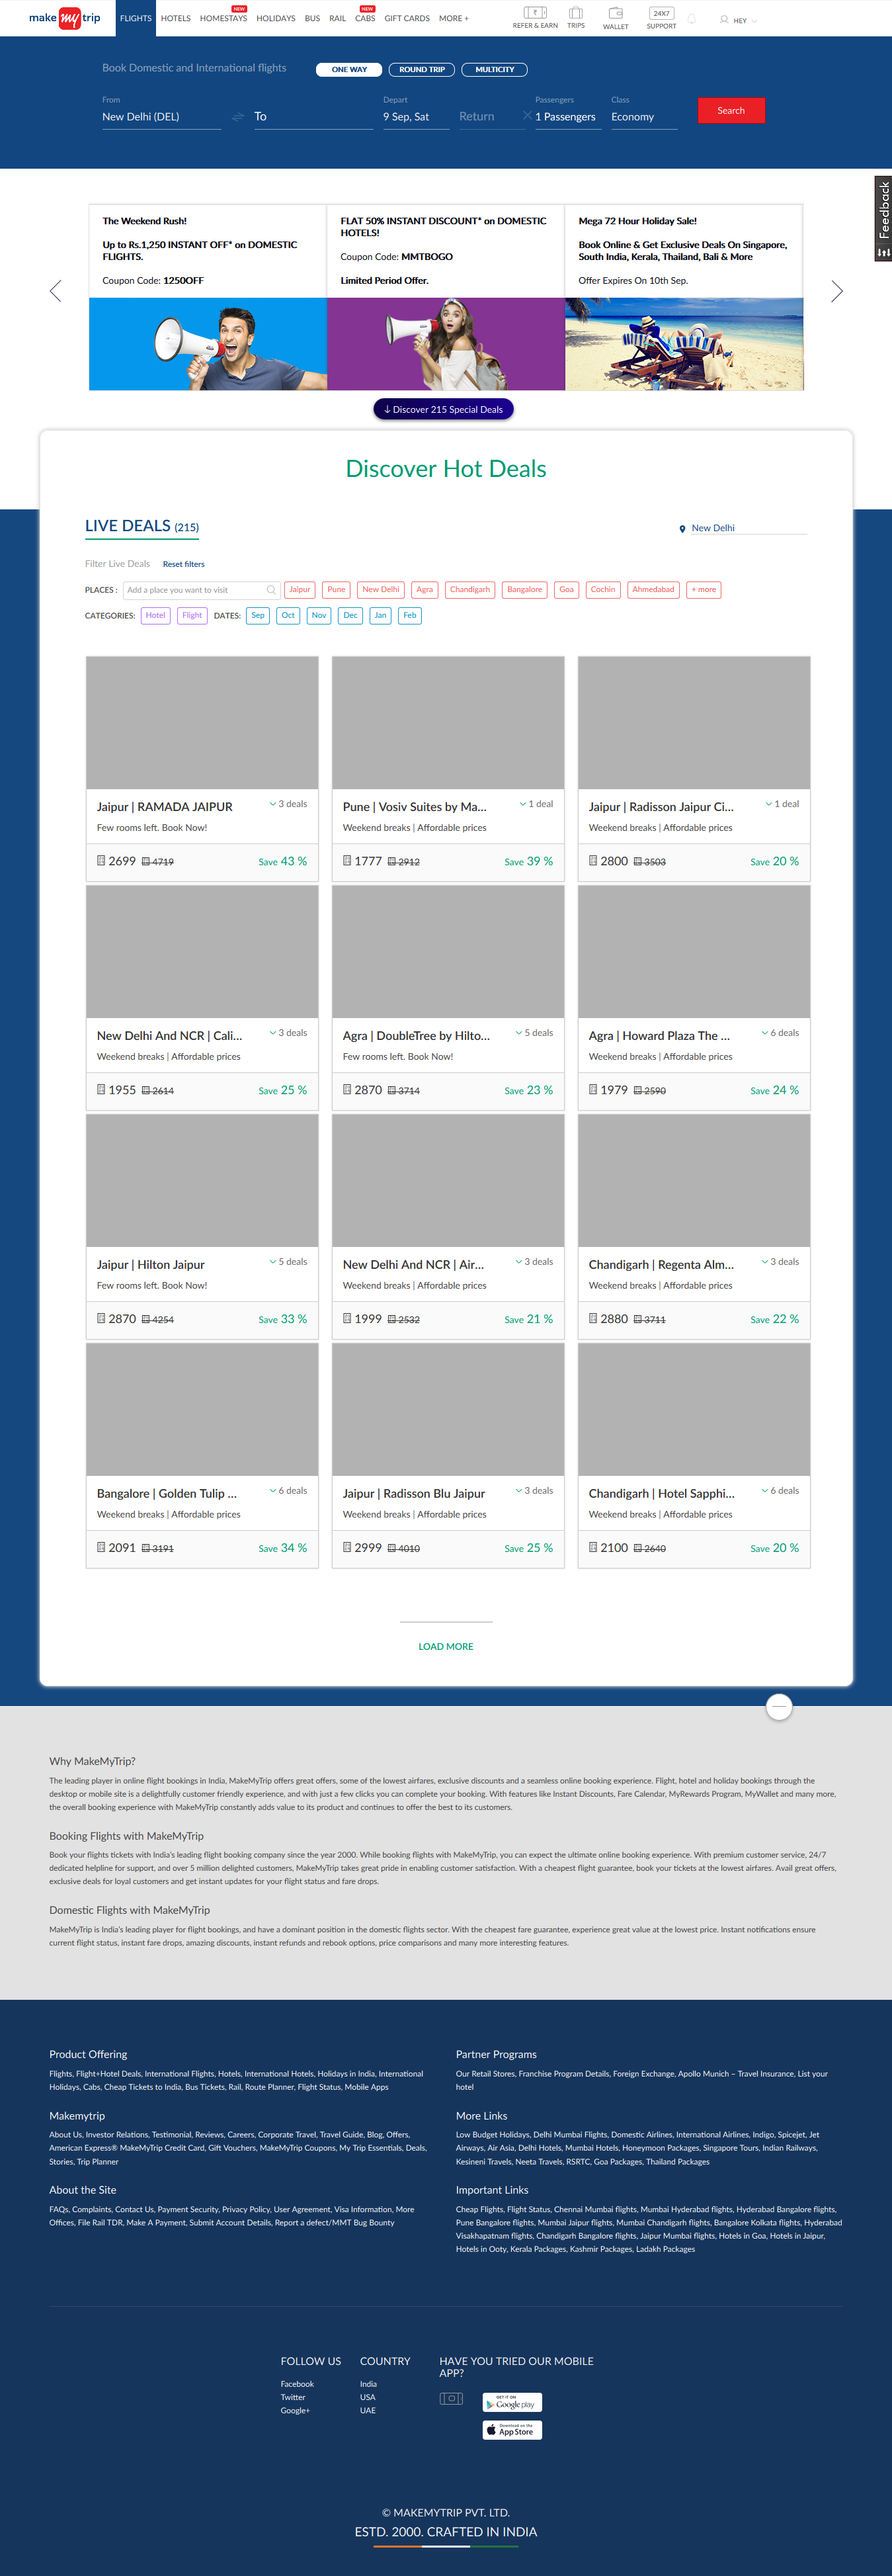 make my trip
FLIGHTS HOTELS HOMESTAYS HOLIDAYS BUS RAIL CABS GIFT CARDS MORE +
NEW NEW
REFER & EARN TRIPS WALLET 24X7 SUPPORT HEY
Book Domestic and International flights ONE WAY ROUND TRIP MULTICITY
From Depart Passengers Class
New Delhi (DEL) To 9 Sep, Sat Return 1 Passengers Economy Search
Feedback
The Weekend Rush!
Up to Rs.1,250 INSTANT OFF* on DOMESTIC
FLIGHTS.
Coupon Code: 1250OFF
FLAT 50% INSTANT DISCOUNT* on DOMESTIC
HOTELS!
Coupon Code: MMTBOGO
Limited Period Offer.
Mega 72 Hour Holiday Sale!
Book Online & Get Exclusive Deals On Singapore,
South India, Kerala, Thailand, Bali & More
Offer Expires On 10th Sep.
Discover 215 Special Deals
Discover Hot Deals
LIVE DEALS (215) New Delhi
Filter Live Deals Reset filters
PLACES : Add a place you want to visit Jaipur Pune New Delhi Agra Chandigarh Bangalore Goa Cochin Ahmedabad + more
CATEGORIES: Hotel Flight DATES: Sep Oct Nov Dec Jan Feb
Jaipur | RAMADA JAIPUR 3 deals
Few rooms left. Book Now!
2699 4719 Save 43 %
Pune | Vosiv Suites by Ma... 1 deal
Weekend breaks | Affordable prices
1777 2912 Save 39 %
Jaipur | Radisson Jaipur Ci... 1 deal
Weekend breaks | Affordable prices
2800 3503 Save 20 %
New Delhi And NCR | Cali... 3 deals
Weekend breaks | Affordable prices
1955 2614 Save 25 %
Agra | DoubleTree by Hilto... 5 deals
Few rooms left. Book Now!
2870 3714 Save 23 %
Agra | Howard Plaza The ... 6 deals
Weekend breaks | Affordable prices
1979 2590 Save 24 %
Jaipur | Hilton Jaipur 5 deals
Few rooms left. Book Now!
2870 4254 Save 33 %
New Delhi And NCR | Air... 3 deals
Weekend breaks | Affordable prices
1999 2532 Save 21 %
Chandigarh | Regenta Alm... 3 deals
Weekend breaks | Affordable prices
2880 3711 Save 22 %
Bangalore | Golden Tulip ... 6 deals
Weekend breaks | Affordable prices
2091 3191 Save 34 %
Jaipur | Radisson Blu Jaipur 3 deals
Weekend breaks | Affordable prices
2999 4010 Save 25 %
Chandigarh | Hotel Sapphi... 6 deals
Weekend breaks | Affordable prices
2100 2640 Save 20 %
LOAD MORE
Why MakeMyTrip?
The leading player in online flight bookings in India, MakeMyTrip offers great offers, some of the lowest airfares, exclusive discounts and a seamless online booking experience. Flight, hotel and holiday bookings through the
desktop or mobile site is a delightfully customer friendly experience, and with just a few clicks you can complete your booking. With features like Instant Discounts, Fare Calendar, MyRewards Program, MyWallet and many more,
the overall booking experience with MakeMyTrip constantly adds value to its product and continues to offer the best to its customers.
Booking Flights with MakeMyTrip
Book your flights tickets with India's leading flight booking company since the year 2000. While booking flights with MakeMyTrip, you can expect the ultimate online booking experience. With premium customer service, 24/7
dedicated helpline for support, and over 5 million delighted customers, MakeMyTrip takes great pride in enabling customer satisfaction. With a cheapest flight guarantee, book your tickets at the lowest airfares. Avail great offers,
exclusive deals for loyal customers and get instant updates for your flight status and fare drops.
Domestic Flights with MakeMyTrip
MakeMyTrip is India's leading player for flight bookings, and have a dominant position in the domestic flights sector. With the cheapest fare guarantee, experience great value at the lowest price. Instant notifications ensure
current flight status, instant fare drops, amazing discounts, instant refunds and rebook options, price comparisons and many more interesting features.
Product Offering
Flights, Flight+Hotel Deals, International Flights, Hotels, International Hotels, Holidays in India, International
Holidays, Cabs, Cheap Tickets to India, Bus Tickets, Rail, Route Planner, Flight Status, Mobile Apps
Makemytrip
About Us, Investor Relations, Testimonial, Reviews, Careers, Corporate Travel, Travel Guide, Blog, Offers,
American Express® MakeMyTrip Credit Card, Gift Vouchers, MakeMyTrip Coupons, My Trip Essentials, Deals,
Stories, Trip Planner
About the Site
FAQs, Complaints, Contact Us, Payment Security, Privacy Policy, User Agreement, Visa Information, More
Offices, File Rail TDR, Make A Payment, Submit Account Details, Report a defect/MMT Bug Bounty
Partner Programs
Our Retail Stores, Franchise Program Details, Foreign Exchange, Apollo Munich – Travel Insurance, List your
hotel
More Links
Low Budget Holidays, Delhi Mumbai Flights, Domestic Airlines, International Airlines, Indigo, Spicejet, Jet
Airways, Air Asia, Delhi Hotels, Mumbai Hotels, Honeymoon Packages, Singapore Tours, Indian Railways,
Kesineni Travels, Neeta Travels, RSRTC, Goa Packages, Thailand Packages
Important Links
Cheap Flights, Flight Status, Chennai Mumbai flights, Mumbai Hyderabad flights, Hyderabad Bangalore flights,
Pune Bangalore flights, Mumbai Jaipur flights, Mumbai Chandigarh flights, Bangalore Kolkata flights, Hyderabad
Visakhapatnam flights, Chandigarh Bangalore flights, Jaipur Mumbai flights, Hotels in Goa, Hotels in Jaipur,
Hotels in Ooty, Kerala Packages, Kashmir Packages, Ladakh Packages
FOLLOW US
Facebook
Twitter
Google+
COUNTRY
India
USA
UAE
HAVE YOU TRIED OUR MOBILE
APP?
GET IT ON
Google play
Download on the
App Store
© MAKEMYTRIP PVT. LTD.
ESTD. 2000. CRAFTED IN INDIA